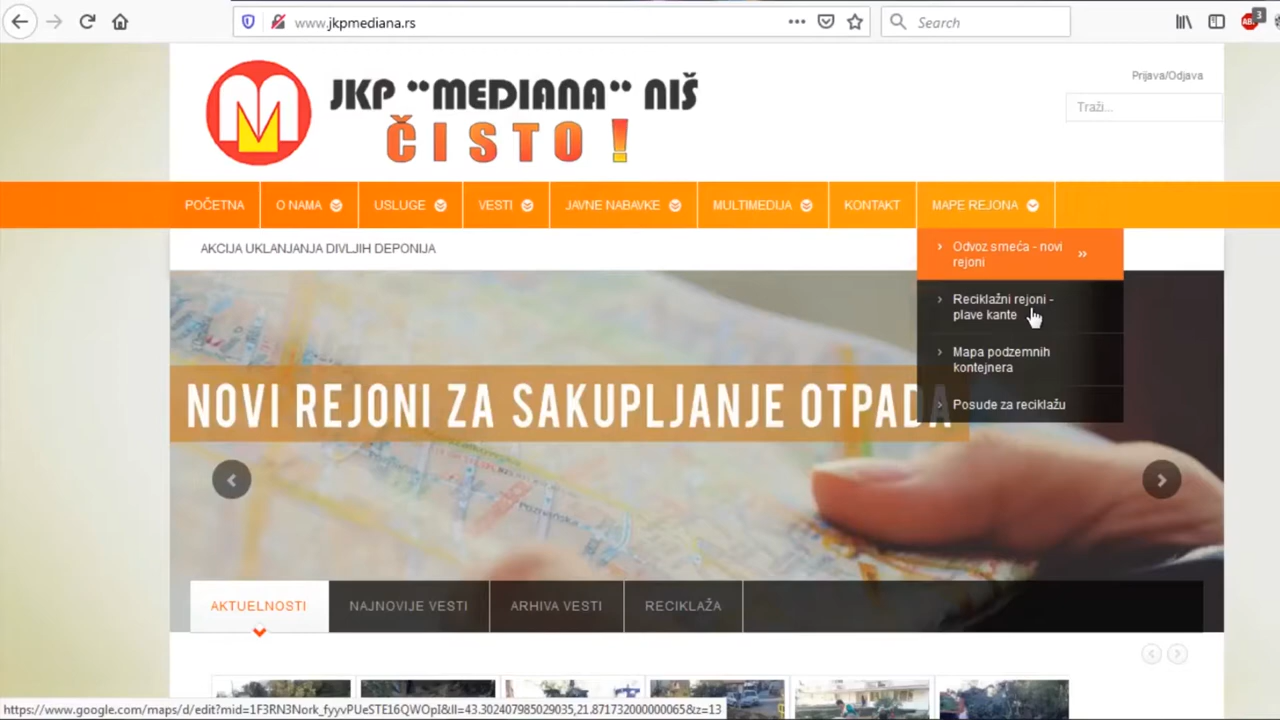 www.jkpmediana.rs
Search
ABP
3
JKP "MEDIANA" NIŠ
ČISTO!
Prijava/Odjava
Traži...
POČETNA
O NAMA
USLUGE
VESTI
JAVNE NABAVKE
MULTIMEDIJA
KONTAKT
MAPE REJONA
AKCIJA UKLANJANJA DIVLJIH DEPONIJA
Odvoz smeća - novi
rejoni
Reciklažni rejoni -
plave kante
Mapa podzemnih
kontejnera
Posude za reciklažu
NOVI REJONI ZA SAKUPLJANJE OTPADA
Poznańska
AKTUELNOSTI
NAJNOVIJE VESTI
ARHIVA VESTI
RECIKLAŽA
https://www.google.com/maps/d/edit?mid=1F3RN3Nork_fyyvPUeSTE16QWOpI&ll=43.302407985029035,21.871732000000065&z=13